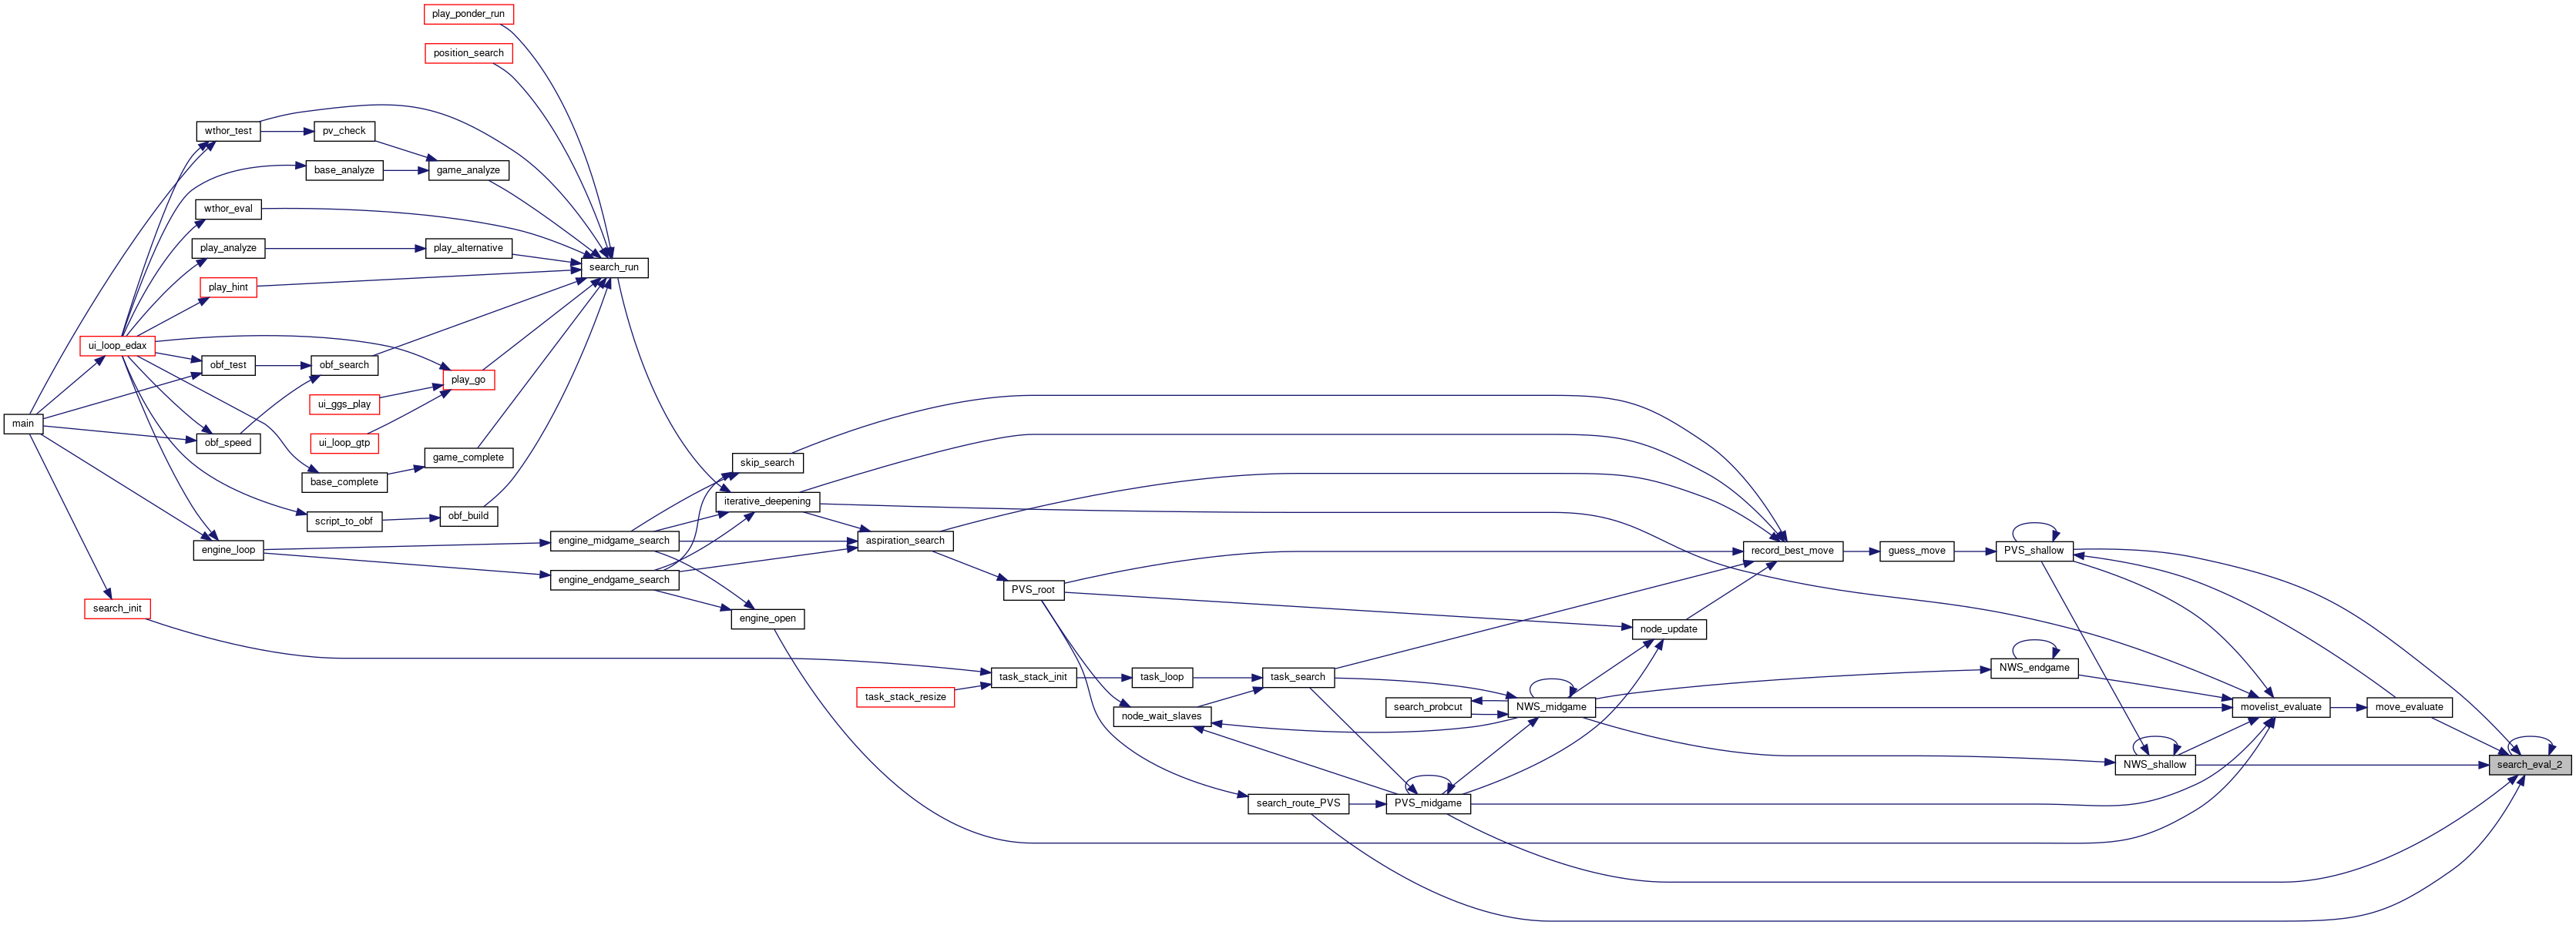 play_ponder_run
position_search
wthor_test
pv_check
base_analyze
game_analyze
wthor_eval
play_analyze
play_alternative
search_run
play_hint
ui_loop_edax
obf_test
obf_search
play_go
ui_ggs_play
main
obf_speed
ui_loop_gtp
game_complete
skip_search
base_complete
iterative_deepening
script_to_obf
obf_build
engine_loop
engine_midgame_search
aspiration_search
record_best_move
guess_move
PVS_shallow
engine_endgame_search
PVS_root
search_init
engine_open
node_update
NWS_endgame
task_stack_init
task_loop
task_search
task_stack_resize
search_probcut
NWS_midgame
movelist_evaluate
move_evaluate
node_wait_slaves
NWS_shallow
search_eval_2
search_route_PVS
PVS_midgame